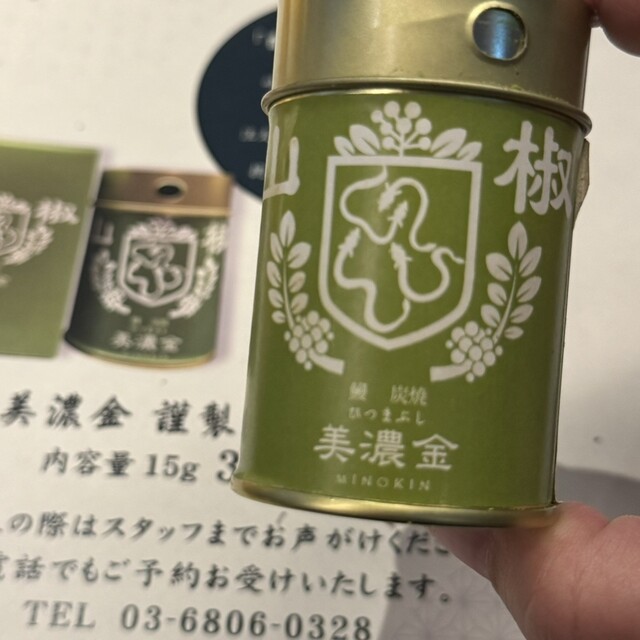 山 椒
鰻 炭焼
ひつまぶし
美濃金
MINOKIN
山
美濃金
美濃金 謹製
内容量 15g 3
の際はスタッフまでお声がけくださ
電話でもご予約お受けいたします。
TEL 03-6806-0328